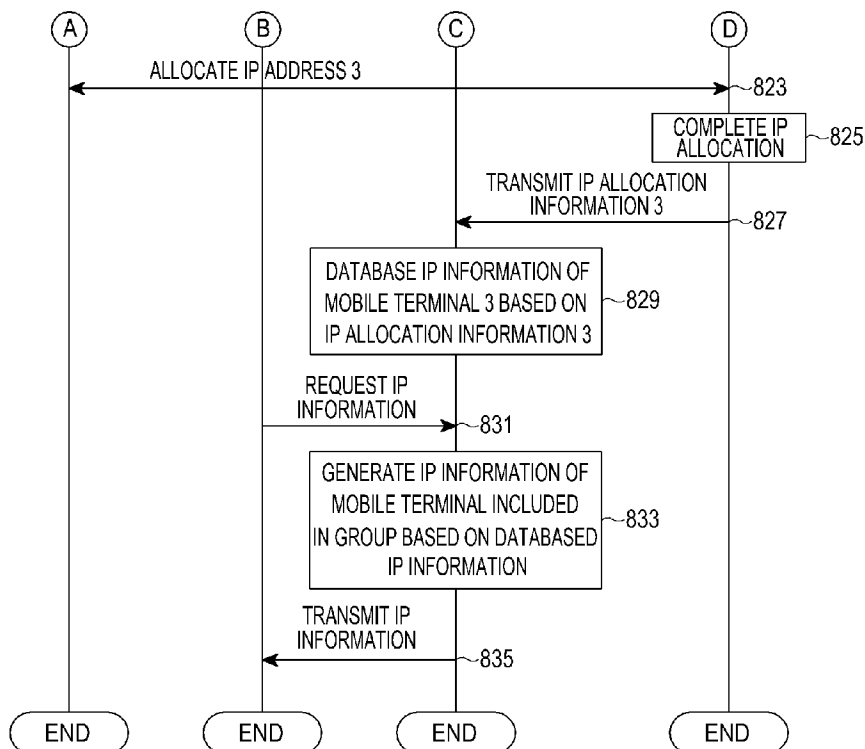 A B C D
ALLOCATE IP ADDRESS 3
823
COMPLETE IP
ALLOCATION
825
TRANSMIT IP ALLOCATION
INFORMATION 3
827
DATABASE IP INFORMATION OF
MOBILE TERMINAL 3 BASED ON
IP ALLOCATION INFORMATION 3
829
REQUEST IP
INFORMATION
831
GENERATE IP INFORMATION OF
MOBILE TERMINAL INCLUDED
IN GROUP BASED ON DATABASED
IP INFORMATION
833
TRANSMIT IP
INFORMATION
835
END END END END